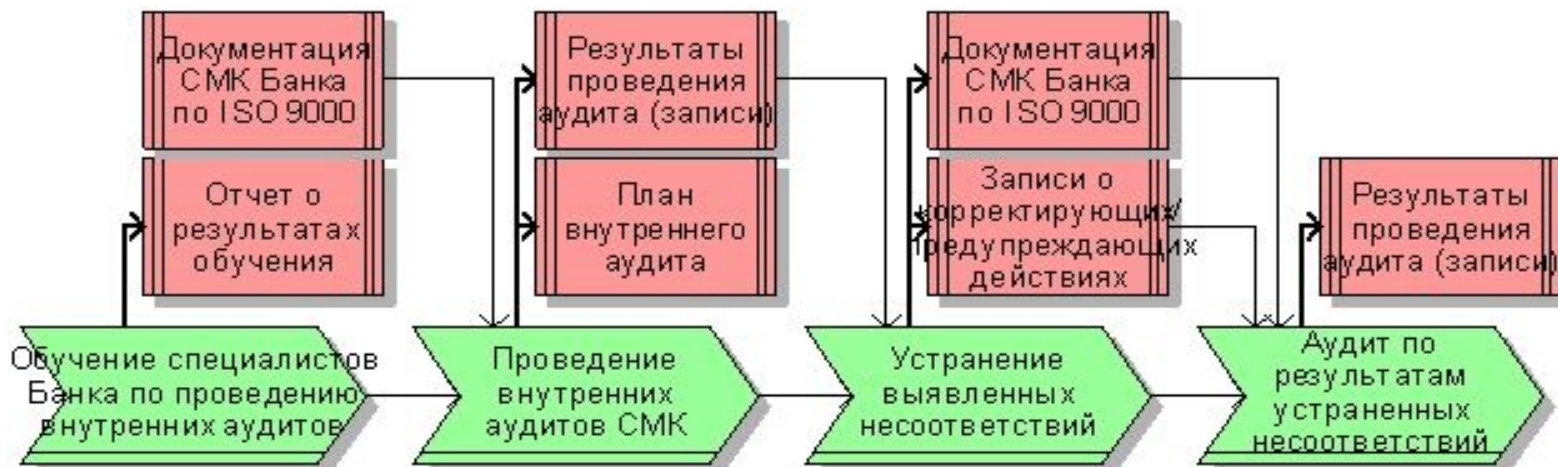 Документация
СМК Банка
по ISO 9000
Результаты
проведения
аудита (записи)
Документация
СМК Банка
по ISO 9000
Отчет о
результатах
обучения
План
внутреннего
аудита
Записи о
корректирующих/
предупреждающих
действиях
Результаты
проведения
аудита (записи)
Обучение специалистов
Банка по проведению
внутренних аудитов
Проведение
внутренних
аудитов СМК
Устранение
выявленных
несоответствий
Аудит по
результатам
устраненных
несоответствий